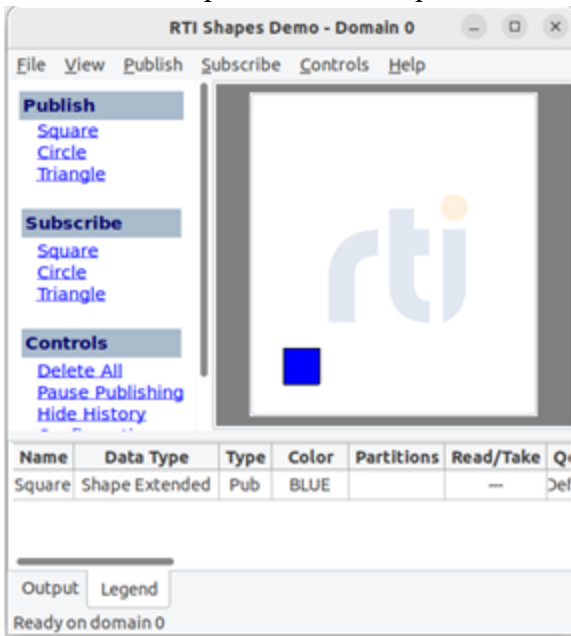 RTI Shapes Demo - Domain 0
File View Publish Subscribe Controls Help
Publish
Square
Circle
Triangle
Subscribe
Square
Circle
Triangle
Controls
Delete All
Pause Publishing
Hide History
rti
Name Data Type Type Color Partitions Read/Take
Square Shape Extended Pub BLUE —
Output Legend
Ready on domain 0